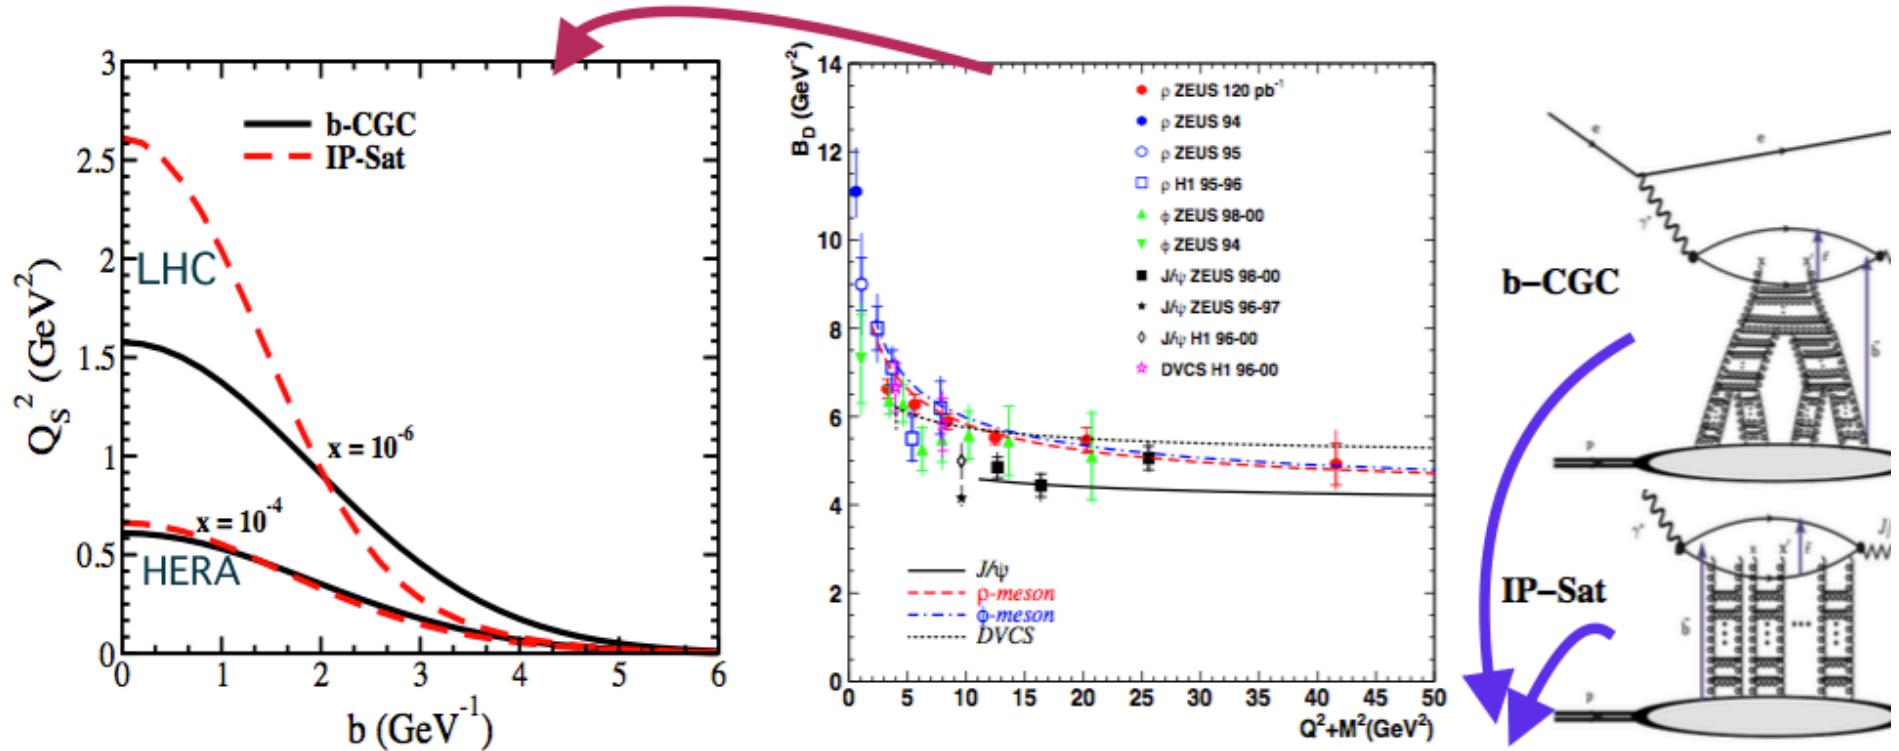 3
2.5
2
1.5
1
0.5
0
Q_S^2 (GeV^2)
b-CGC
IP-Sat
LHC
x = 10^-6
x = 10^-4
HERA
0 1 2 3 4 5 6
b (GeV^-1)
14
12
10
8
6
4
2
0
B_D (GeV^-2)
ρ ZEUS 120 pb^-1
ρ ZEUS 94
ρ ZEUS 95
ρ H1 95-96
ϕ ZEUS 98-00
ϕ ZEUS 94
J/ψ ZEUS 98-00
J/ψ ZEUS 96-97
J/ψ H1 96-00
DVCS H1 96-00
J/ψ
ρ-meson
ϕ-meson
DVCS
0 5 10 15 20 25 30 35 40 45 50
Q^2+M^2(GeV^2)
e
e
γ*
r
b-CGC
b
p
γ*
r
J/
IP-Sat
b
...
p